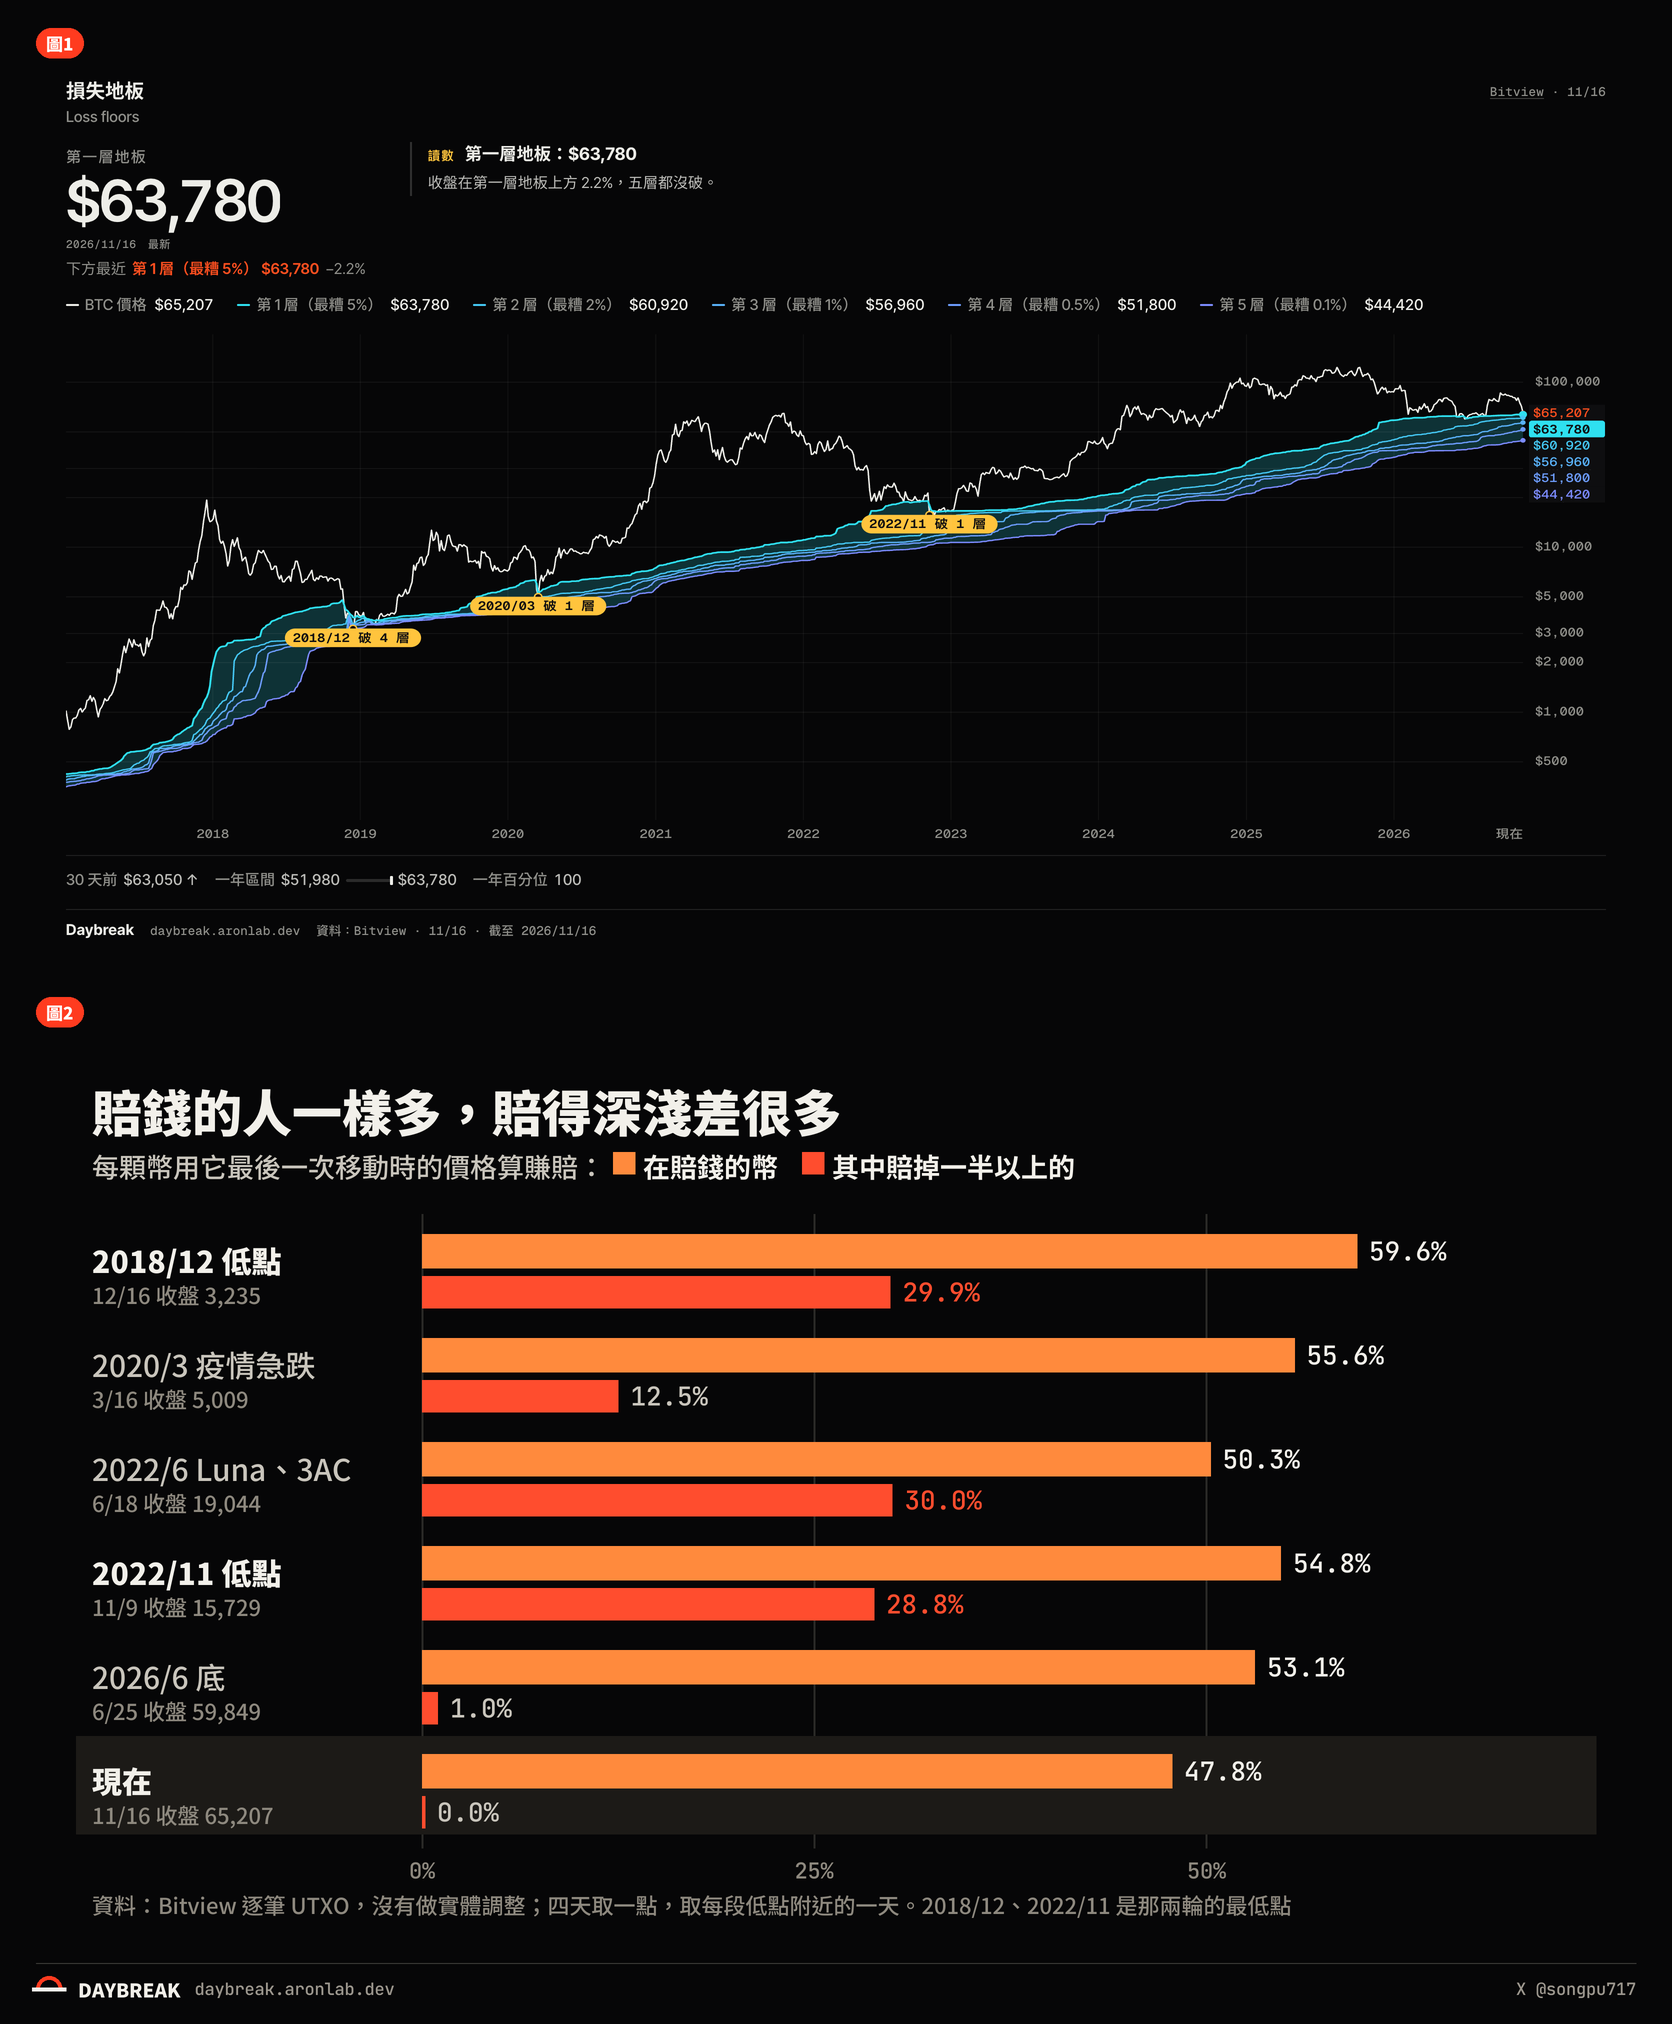 圖1
損失地板
Bitview · 11/16
Loss floors
第一層地板
$63,780
2026/11/16 最新
讀數 第一層地板：$63,780
收盤在第一層地板上方 2.2%，五層都沒破。
下方最近 第1層（最糟5%） $63,780 −2.2%
BTC 價格 $65,207 第1層（最糟5%） $63,780 第2層（最糟2%） $60,920 第3層（最糟1%） $56,960 第4層（最糟0.5%） $51,800 第5層（最糟0.1%） $44,420
$100,000
$65,207
$63,780
$60,920
$56,960
$51,800
$44,420
$10,000
$5,000
$3,000
$2,000
$1,000
$500
2022/11 破 1 層
2020/03 破 1 層
2018/12 破 4 層
2018 2019 2020 2021 2022 2023 2024 2025 2026 現在
30天前 $63,050 ↑ 一年區間 $51,980 $63,780 一年百分位 100
Daybreak daybreak.aronlab.dev 資料：Bitview · 11/16 · 截至 2026/11/16
圖2
賠錢的人一樣多，賠得深淺差很多
每顆幣用它最後一次移動時的價格算賺賠： 在賠錢的幣 其中賠掉一半以上的
2018/12 低點
12/16 收盤 3,235
59.6%
29.9%
2020/3 疫情急跌
3/16 收盤 5,009
55.6%
12.5%
2022/6 Luna、3AC
6/18 收盤 19,044
50.3%
30.0%
2022/11 低點
11/9 收盤 15,729
54.8%
28.8%
2026/6 底
6/25 收盤 59,849
53.1%
1.0%
現在
11/16 收盤 65,207
47.8%
0.0%
0% 25% 50%
資料：Bitview 逐筆 UTXO，沒有做實體調整；四天取一點，取每段低點附近的一天。2018/12、2022/11 是那兩輪的最低點
DAYBREAK daybreak.aronlab.dev
X @songpu717